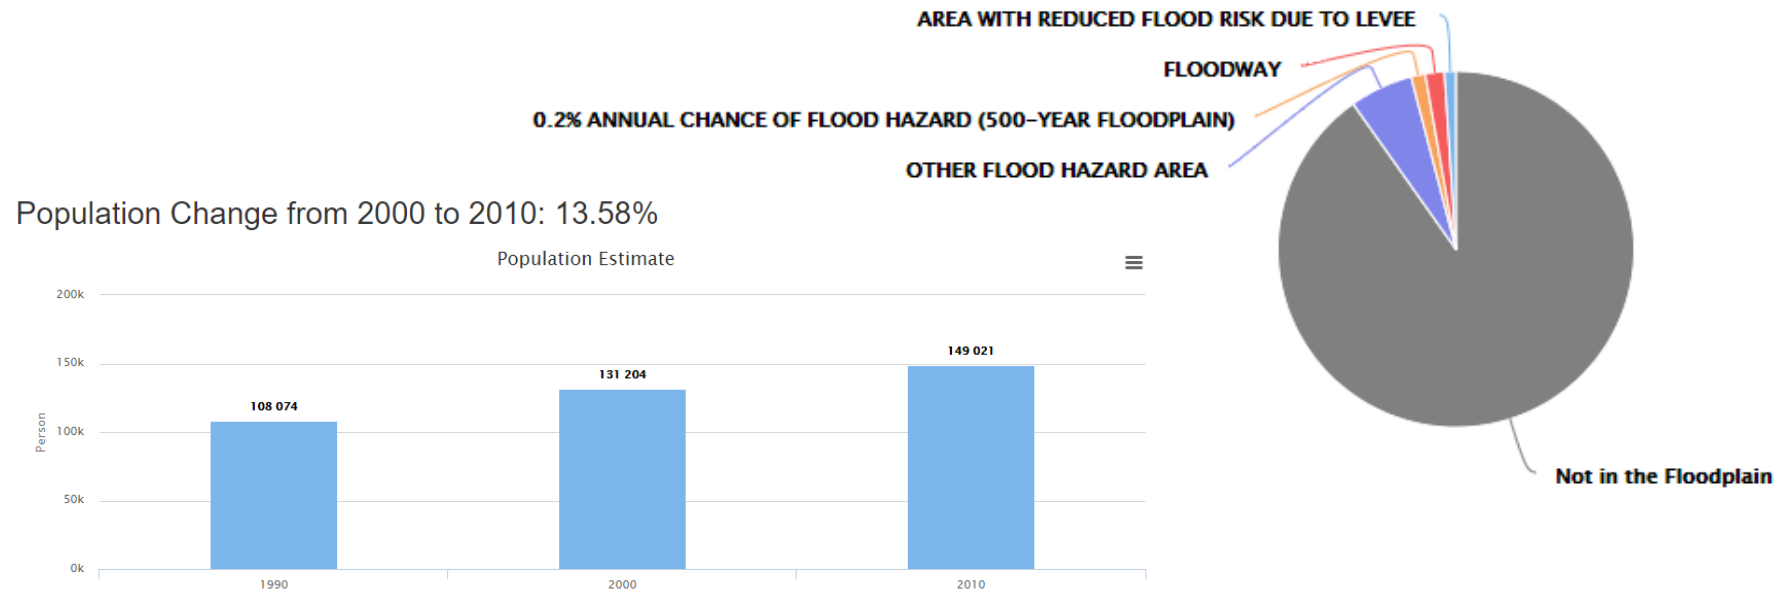 AREA WITH REDUCED FLOOD RISK DUE TO LEVEE
FLOODWAY
0.2% ANNUAL CHANCE OF FLOOD HAZARD (500-YEAR FLOODPLAIN)
OTHER FLOOD HAZARD AREA
Not in the Floodplain
Population Change from 2000 to 2010: 13.58%
Population Estimate
Person
200k
150k
100k
50k
0k
108 074
131 204
149 021
1990
2000
2010